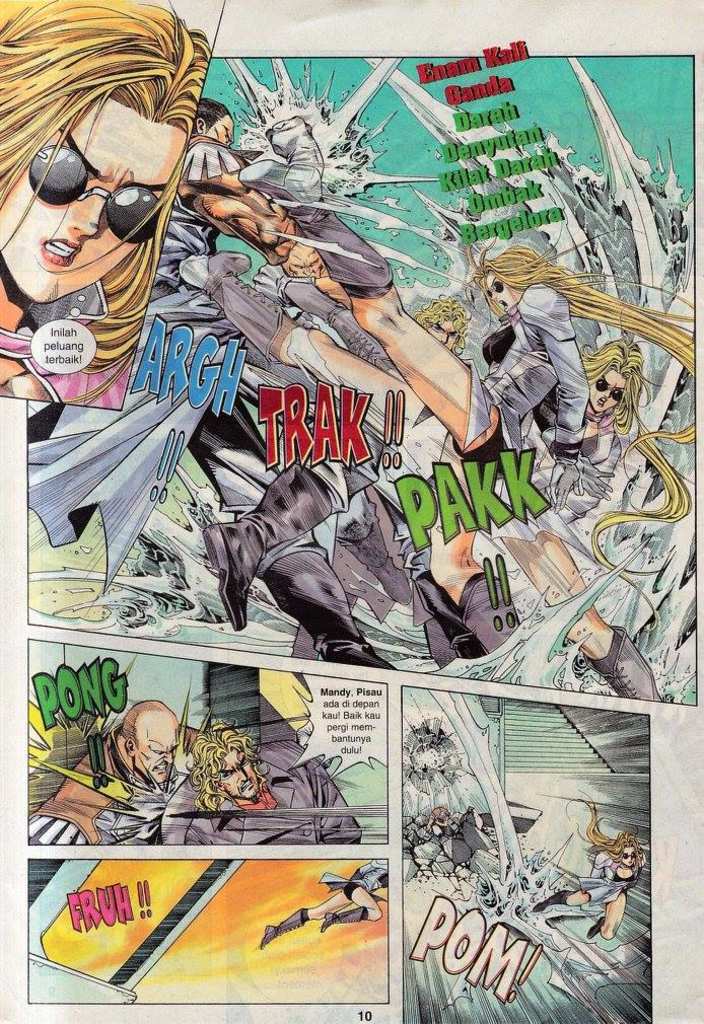 Enam Kali
Ganda
Darah
Denyutan
Kilat Darah
Ombak
Bergelora
Inilah
peluang
terbaik!
ARGH
!!
TRAK!!
PAKK
!!
PONG
!!
Mandy, Pisau
ada di depan
kau! Baik kau
pergi mem-
bantunya
dulu!
FRUH!!
POM!
10